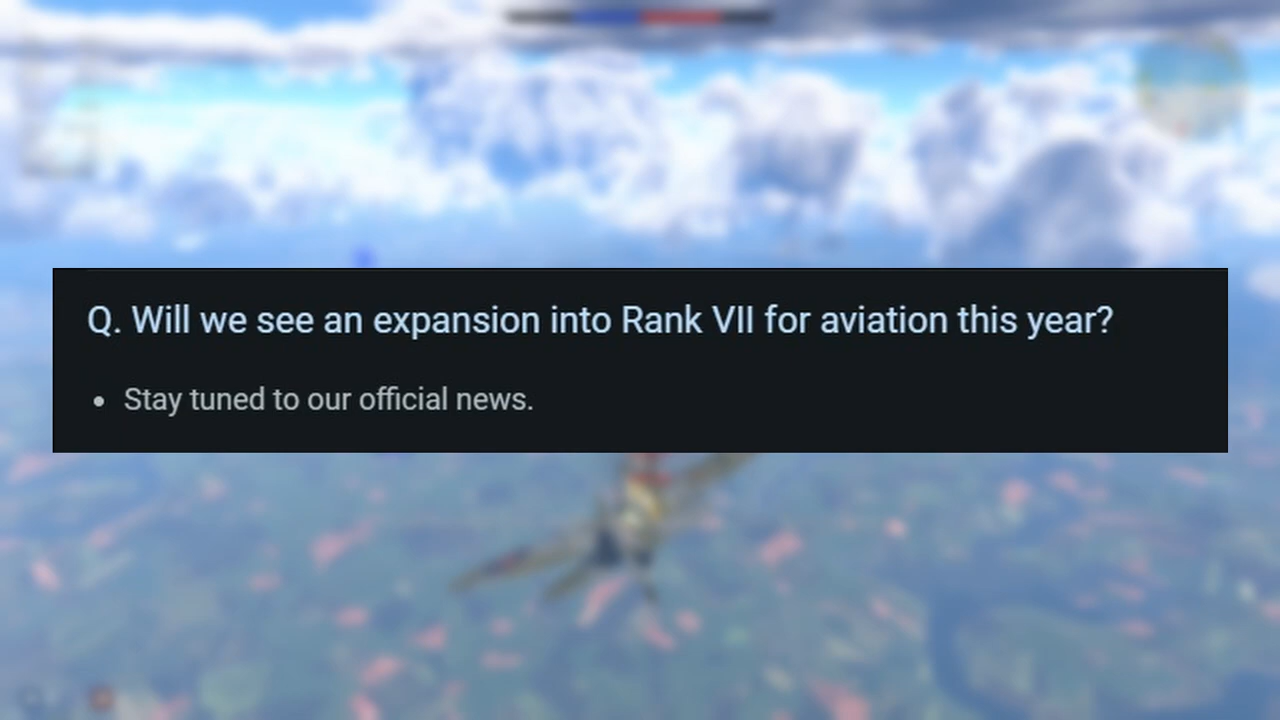 Q. Will we see an expansion into Rank VII for aviation this year?
• Stay tuned to our official news.